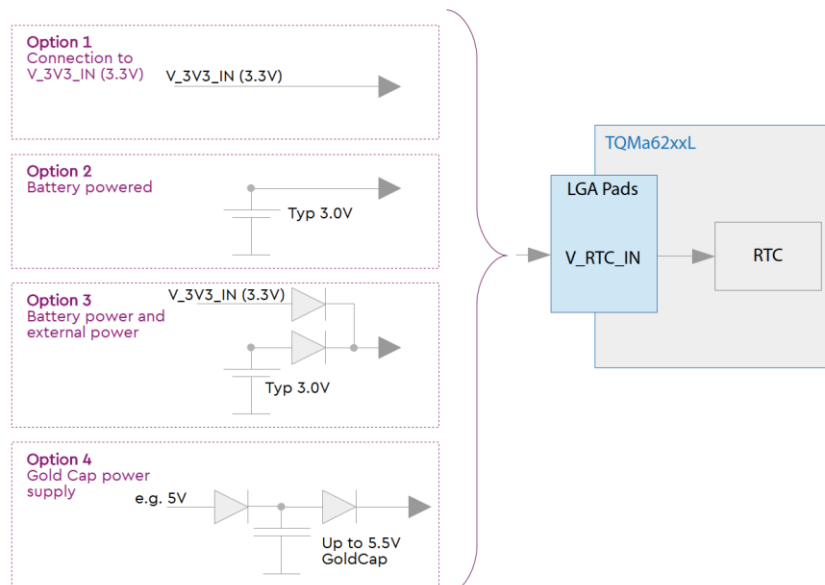 Option 1
Connection to
V_3V3_IN (3.3V)
V_3V3_IN (3.3V)
Option 2
Battery powered
Typ 3.0V
Option 3
Battery power and
external power
V_3V3_IN (3.3V)
Typ 3.0V
Option 4
Gold Cap power
supply
e.g. 5V
Up to 5.5V
GoldCap
TQMa62xxL
LGA Pads
V_RTC_IN
RTC